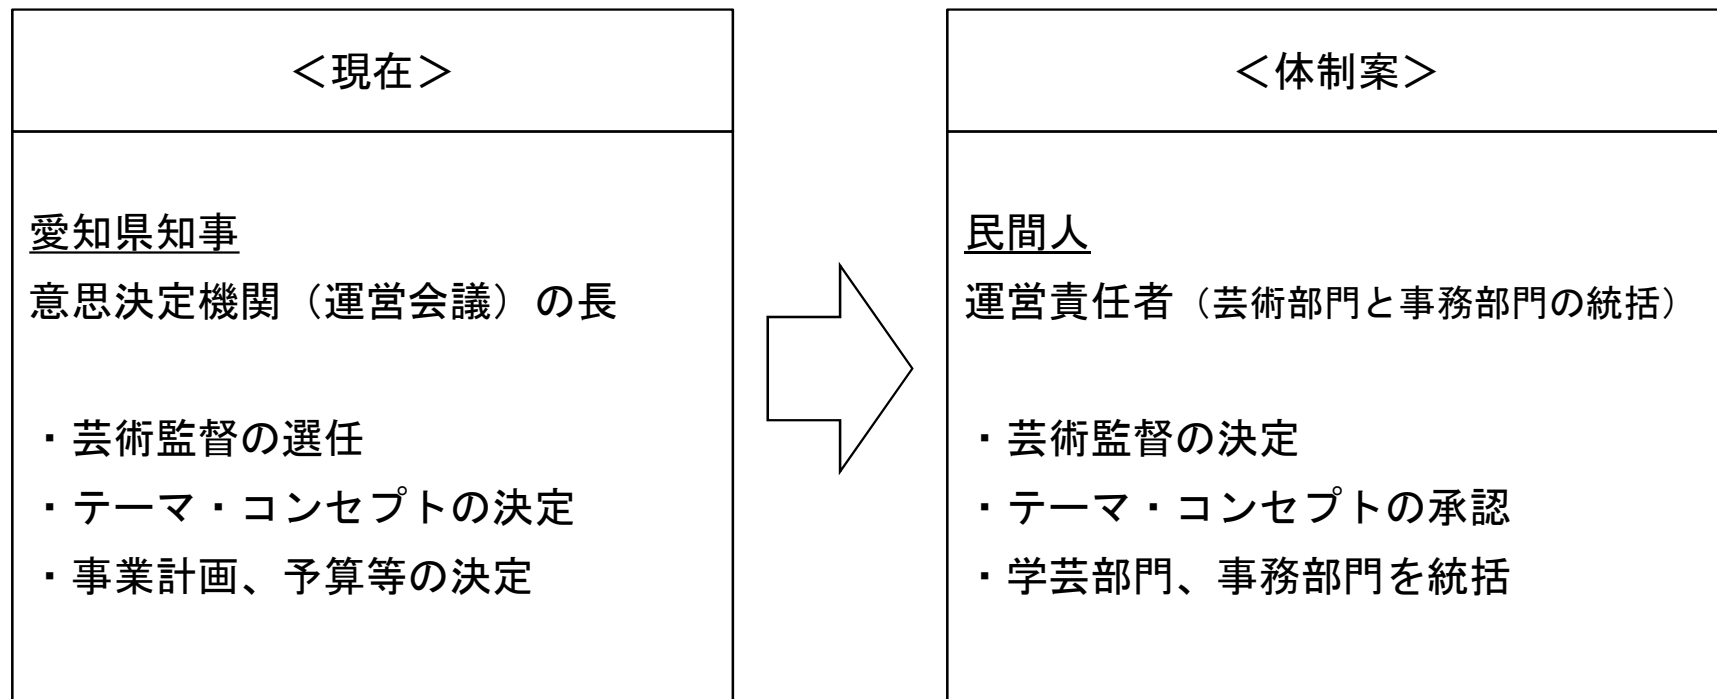 ＜現在＞
愛知県知事
意思決定機関（運営会議）の長
・芸術監督の選任
・テーマ・コンセプトの決定
・事業計画、予算等の決定
＜体制案＞
民間人
運営責任者（芸術部門と事務部門の統括）
・芸術監督の決定
・テーマ・コンセプトの承認
・学芸部門、事務部門を統括